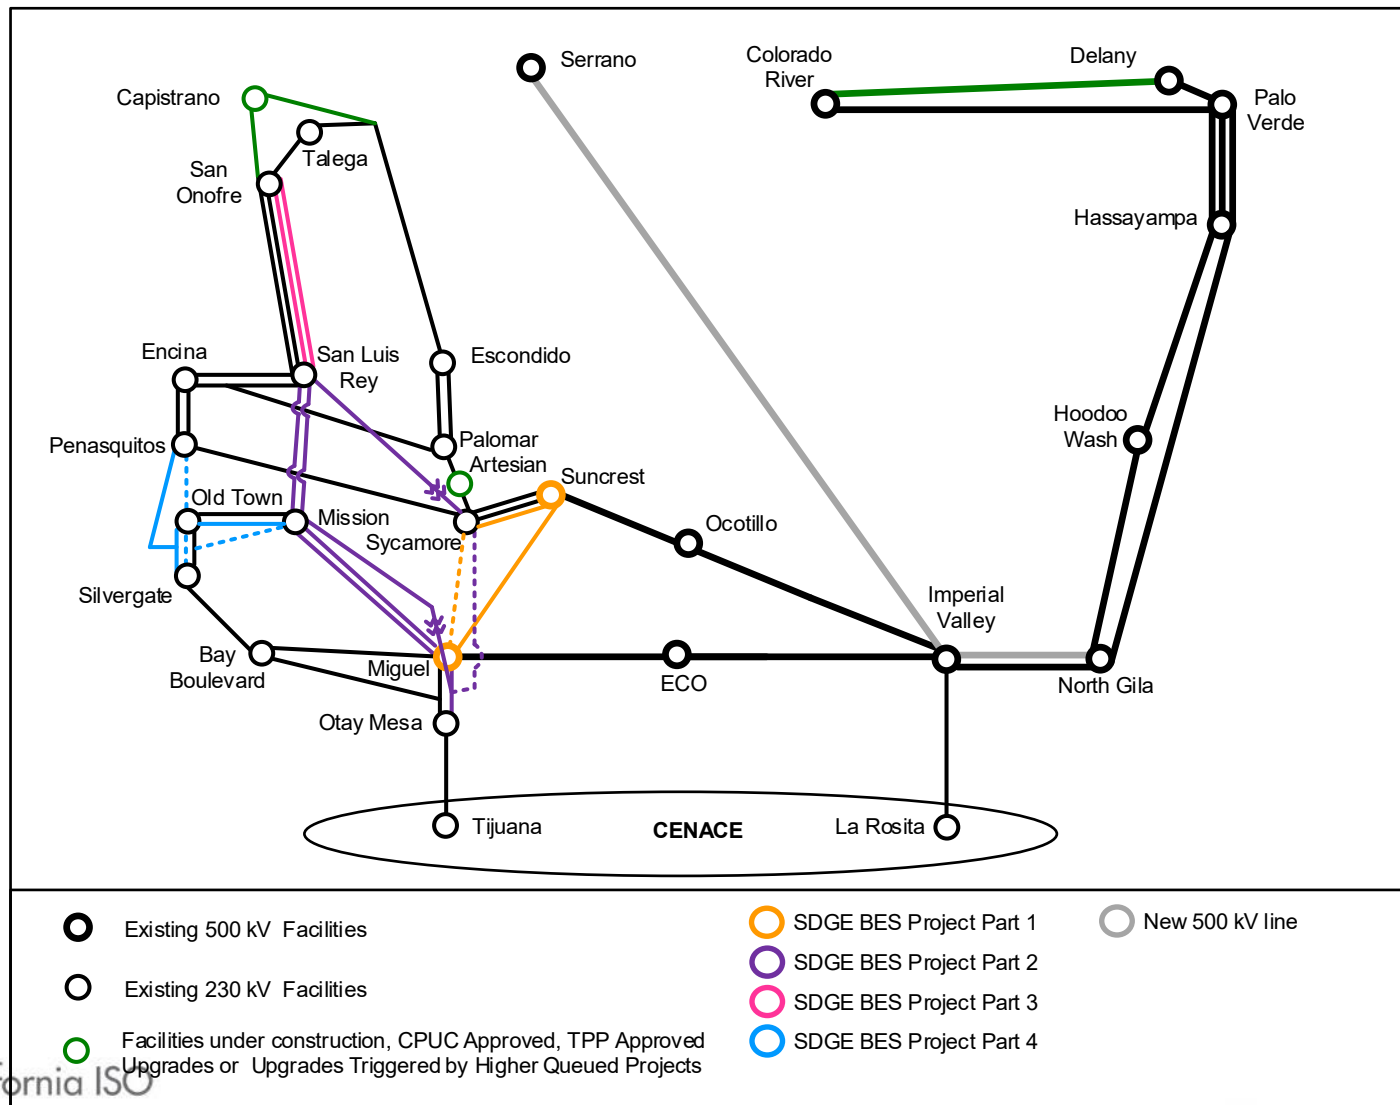 Serrano
Colorado
River
Delany
Palo
Verde
Capistrano
Talega
San
Onofre
Hassayampa
Encina
San Luis
Rey
Escondido
Hoodoo
Wash
Penasquitos
Palomar
Artesian
Suncrest
Old Town
Mission
Sycamore
Ocotillo
Silvergate
Imperial
Valley
Bay
Boulevard
Miguel
ECO
North Gila
Otay Mesa
Tijuana
CENACE
La Rosita
Existing 500 kV Facilities
Existing 230 kV Facilities
Facilities under construction, CPUC Approved, TPP Approved
Upgrades or Upgrades Triggered by Higher Queued Projects
SDGE BES Project Part 1
SDGE BES Project Part 2
SDGE BES Project Part 3
SDGE BES Project Part 4
New 500 kV line
fornia ISO